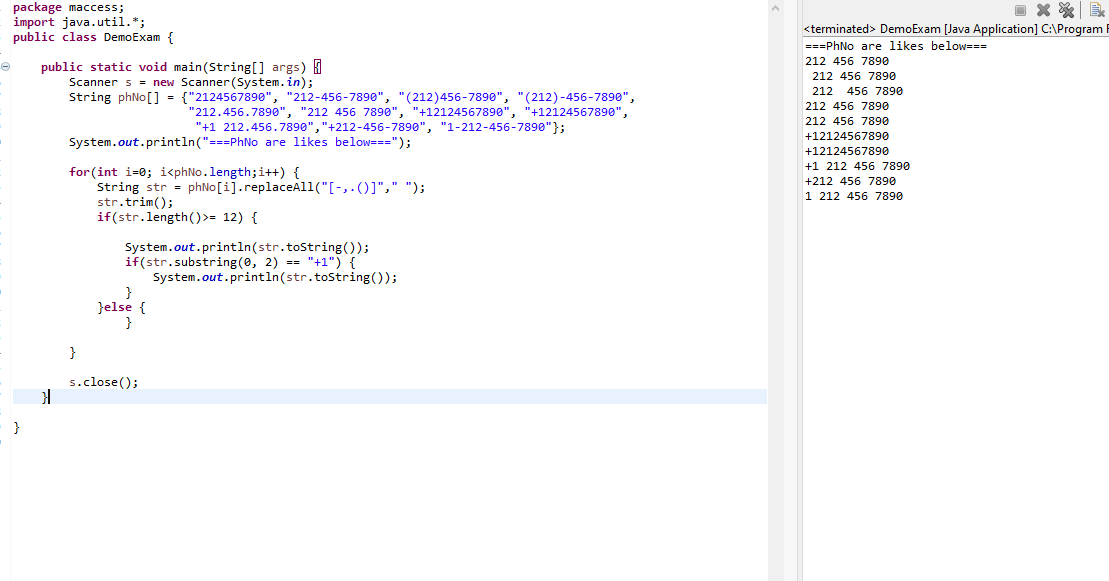 package maccess;
import java.util.*;
public class DemoExam {
public static void main(String[] args) {
Scanner s = new Scanner(System.in);
String phNo[] = {"2124567890", "212-456-7890", "(212)456-7890", "(212)-456-7890",
"212.456.7890", "212 456 7890", "+12124567890", "+12124567890",
"+1 212.456.7890","+212-456-7890", "1-212-456-7890"};
System.out.println("===PhNo are likes below===");
for(int i=0; i<phNo.length;i++) {
String str = phNo[i].replaceAll("[-,.()]"," ");
str.trim();
if(str.length()>= 12) {
System.out.println(str.toString());
if(str.substring(0, 2) == "+1") {
System.out.println(str.toString());
}
}else {
}
}
s.close();
}
}
<terminated> DemoExam [Java Application] C:\Program F
===PhNo are likes below===
212 456 7890
 212 456 7890
 212  456 7890
212 456 7890
212 456 7890
+12124567890
+12124567890
+1 212 456 7890
+212 456 7890
1 212 456 7890